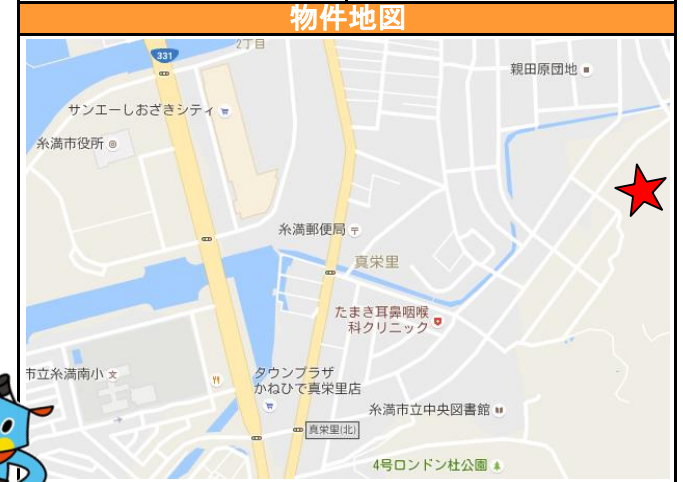 物件地図
331
2丁目
親田原団地
サンエーしおざきシティ
糸満市役所
糸満郵便局
真栄里
たまき耳鼻咽喉
科クリニック
市立糸満南小
タウンプラザ
かねひで真栄里店
糸満市立中央図書館
真栄里(北)
4号ロンドン杜公園